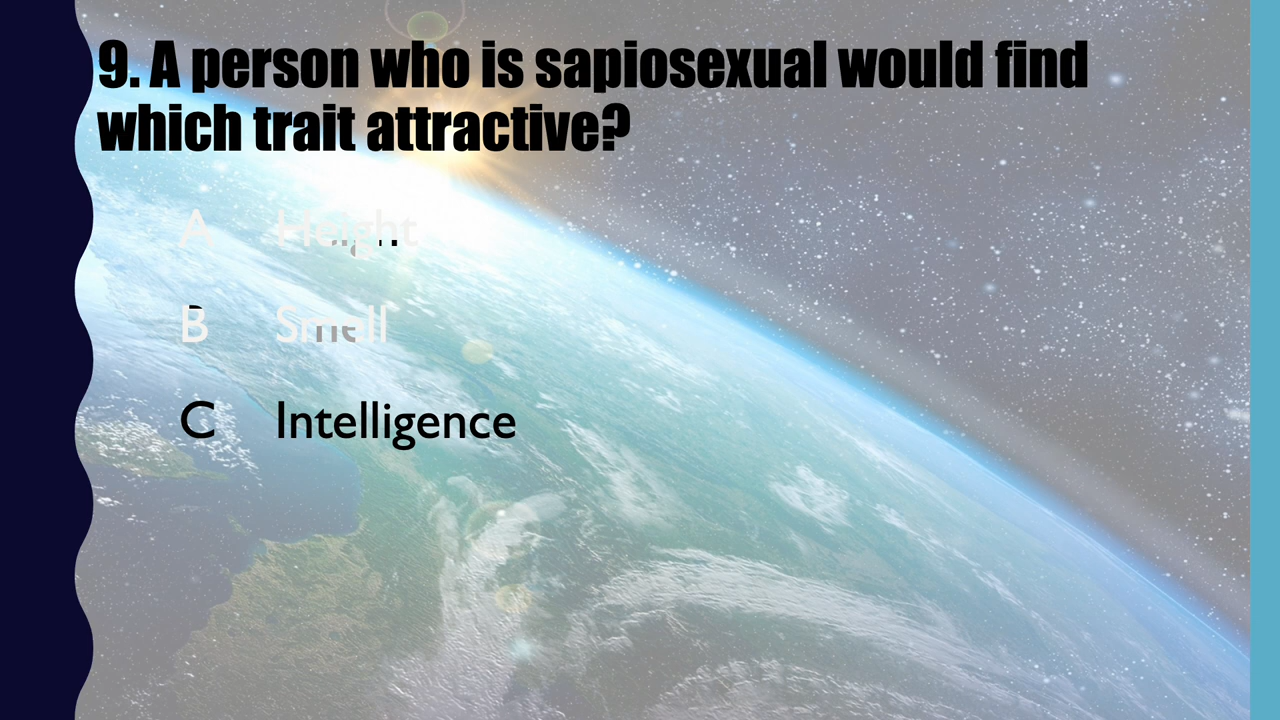 9. A person who is sapiosexual would find
which trait attractive?
A Height
B Smell
C Intelligence